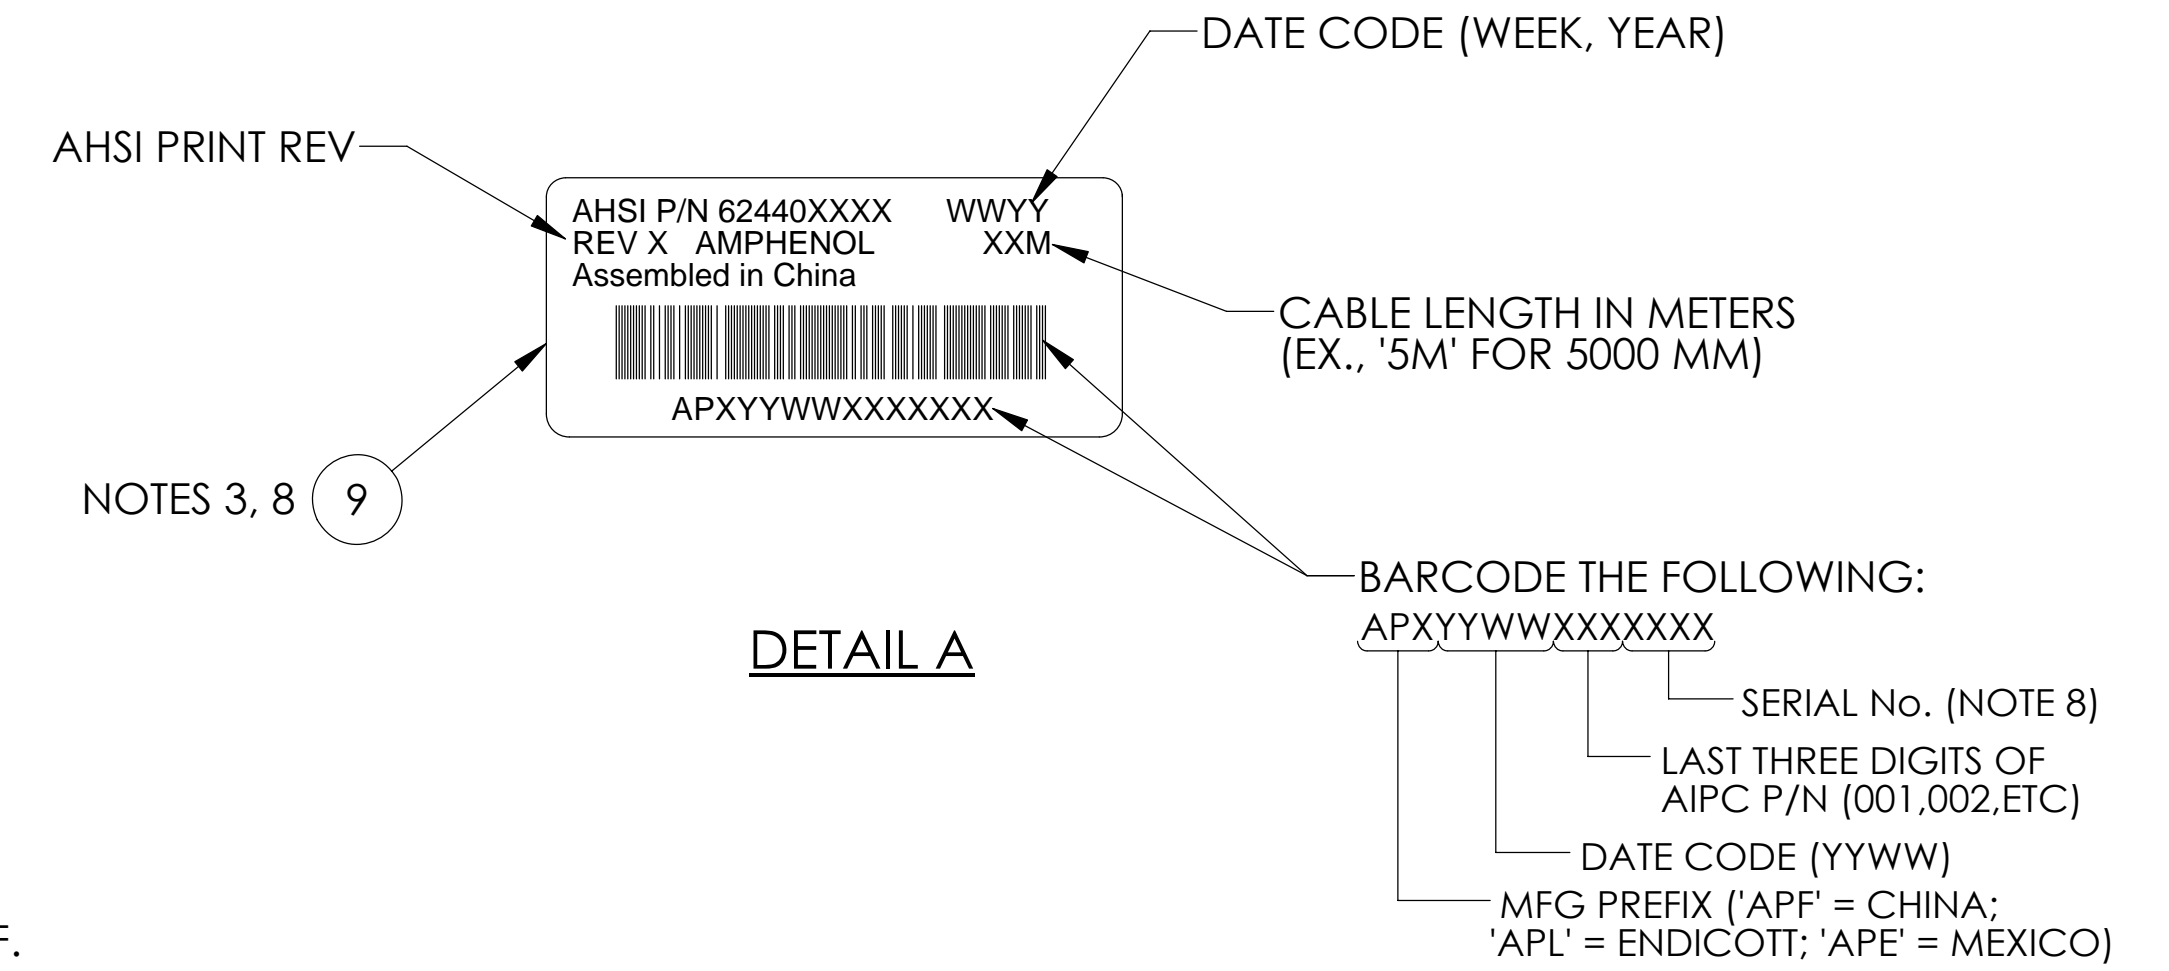 DATE CODE (WEEK, YEAR)
AHSI PRINT REV
AHSI P/N 62440XXXX WWYY
REV X AMPHENOL XXM
Assembled in China
CABLE LENGTH IN METERS
(EX., '5M' FOR 5000 MM)
APXYYWWXXXXXXX
NOTES 3, 8 9
BARCODE THE FOLLOWING:
APXYYWWXXXXXXX
DETAIL A
SERIAL No. (NOTE 8)
LAST THREE DIGITS OF
AIPC P/N (001,002,ETC)
DATE CODE (YYWW)
MFG PREFIX ('APF' = CHINA;
'APL' = ENDICOTT; 'APE' = MEXICO)